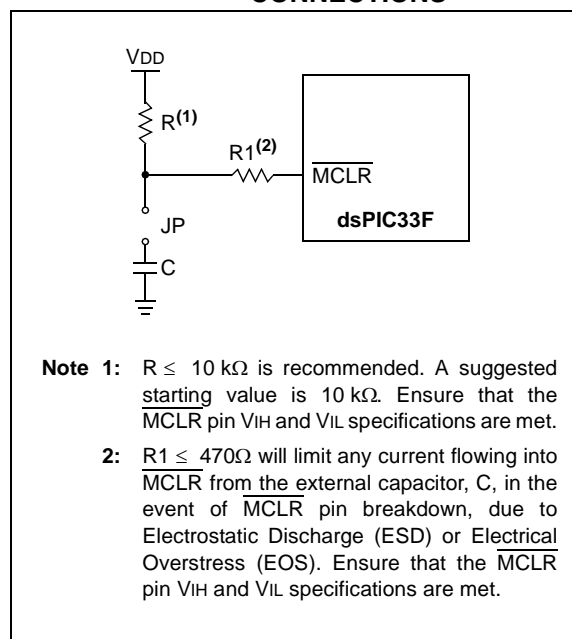 CONNECTIONS
VDD
R(1)
R1(2)
MCLR
dsPIC33F
JP
C
Note 1: R ≤ 10 kΩ is recommended. A suggested
starting value is 10 kΩ. Ensure that the
MCLR pin VIH and VIL specifications are met.
2: R1 ≤ 470Ω will limit any current flowing into
MCLR from the external capacitor, C, in the
event of MCLR pin breakdown, due to
Electrostatic Discharge (ESD) or Electrical
Overstress (EOS). Ensure that the MCLR
pin VIH and VIL specifications are met.